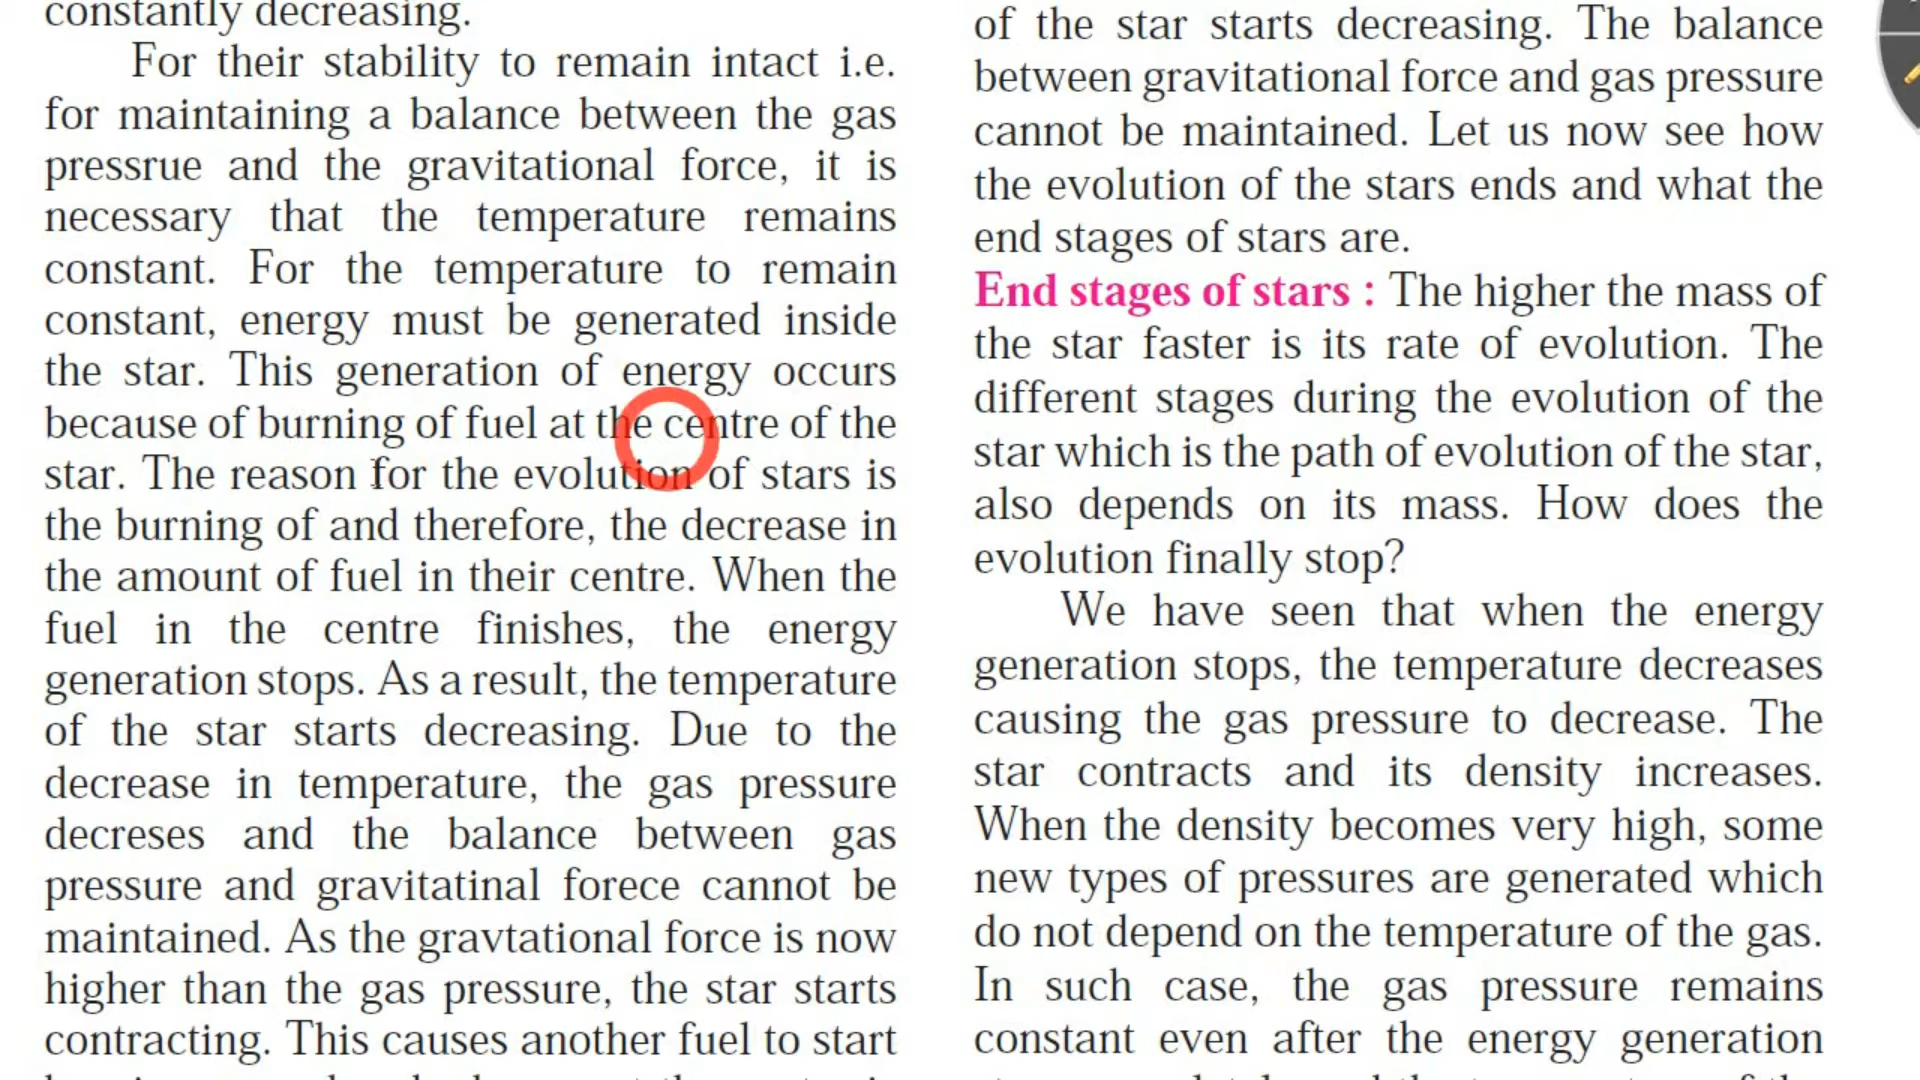 constantly decreasing.
For their stability to remain intact i.e.
for maintaining a balance between the gas
pressrue and the gravitational force, it is
necessary that the temperature remains
constant. For the temperature to remain
constant, energy must be generated inside
the star. This generation of energy occurs
because of burning of fuel at the centre of the
star. The reason for the evolution of stars is
the burning of and therefore, the decrease in
the amount of fuel in their centre. When the
fuel in the centre finishes, the energy
generation stops. As a result, the temperature
of the star starts decreasing. Due to the
decrease in temperature, the gas pressure
decreses and the balance between gas
pressure and gravitatinal forece cannot be
maintained. As the gravtational force is now
higher than the gas pressure, the star starts
contracting. This causes another fuel to start
of the star starts decreasing. The balance
between gravitational force and gas pressure
cannot be maintained. Let us now see how
the evolution of the stars ends and what the
end stages of stars are.
End stages of stars : The higher the mass of
the star faster is its rate of evolution. The
different stages during the evolution of the
star which is the path of evolution of the star,
also depends on its mass. How does the
evolution finally stop?
We have seen that when the energy
generation stops, the temperature decreases
causing the gas pressure to decrease. The
star contracts and its density increases.
When the density becomes very high, some
new types of pressures are generated which
do not depend on the temperature of the gas.
In such case, the gas pressure remains
constant even after the energy generation